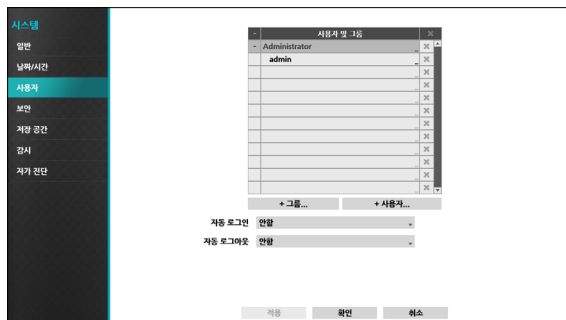 시스템
일반
날짜/시간
사용자
보안
저장 공간
감시
자가 진단
- 사용자 및 그룹
- Administrator
admin
+ 그룹... + 사용자...
자동 로그인 안함
자동 로그아웃 안함
적용 확인 취소